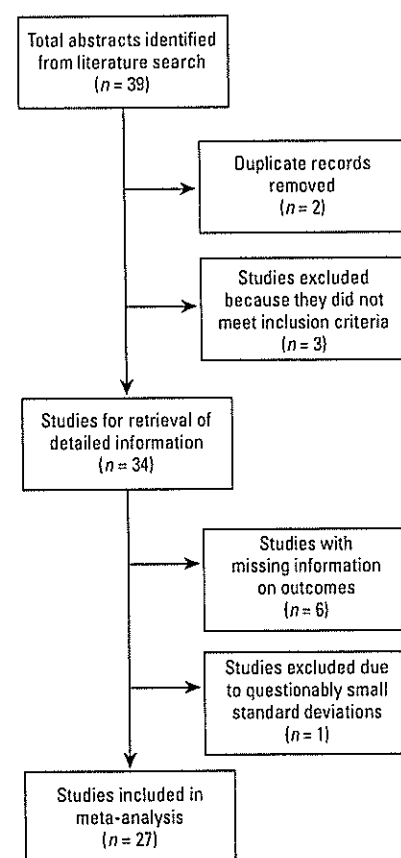 Total abstracts identified
from literature search
(n = 39)
Duplicate records
removed
(n = 2)
Studies excluded
because they did not
meet inclusion criteria
(n = 3)
Studies for retrieval of
detailed information
(n = 34)
Studies with
missing information
on outcomes
(n = 6)
Studies excluded due
to questionably small
standard deviations
(n = 1)
Studies included in
meta-analysis
(n = 27)